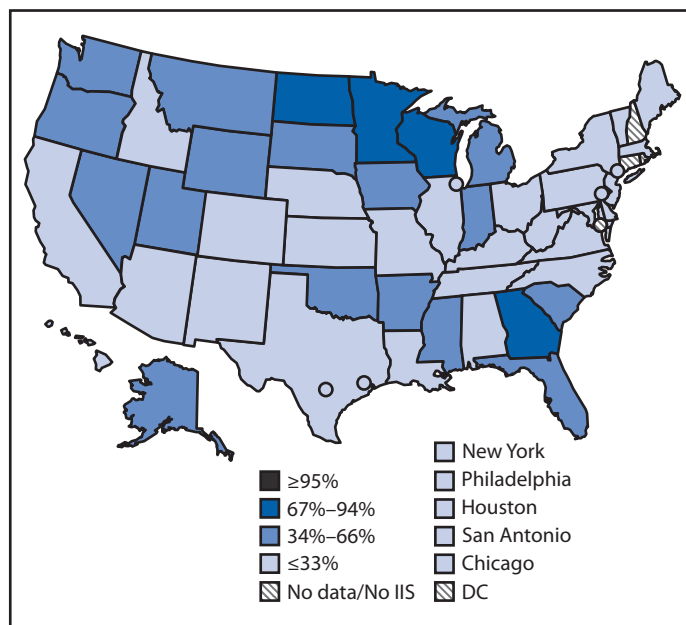 ≥95%
67%–94%
34%–66%
≤33%
No data/No IIS
New York
Philadelphia
Houston
San Antonio
Chicago
DC